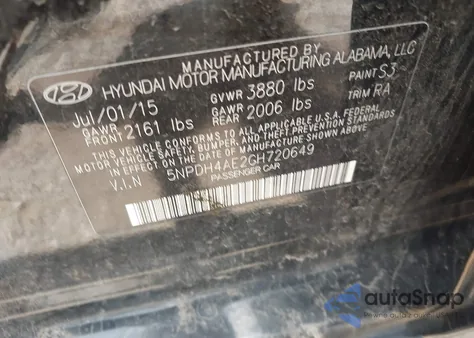 MANUFACTURED BY
HYUNDAI MOTOR MANUFACTURING ALABAMA, LLC
Jul/01/15 GVWR 3880 lbs PAINT S3
GAWR FRONT 2161 lbs GAWR REAR 2006 lbs TRIM RA
THIS VEHICLE CONFORMS TO ALL APPLICABLE U.S.A. FEDERAL
MOTOR VEHICLE SAFETY, BUMPER, AND THEFT PREVENTION STANDARDS
IN EFFECT ON THE DATE OF MANUFACTURE SHOWN ABOVE.
V.I.N 5NPDH4AE2GH720649
PASSENGER CAR
autoSnap